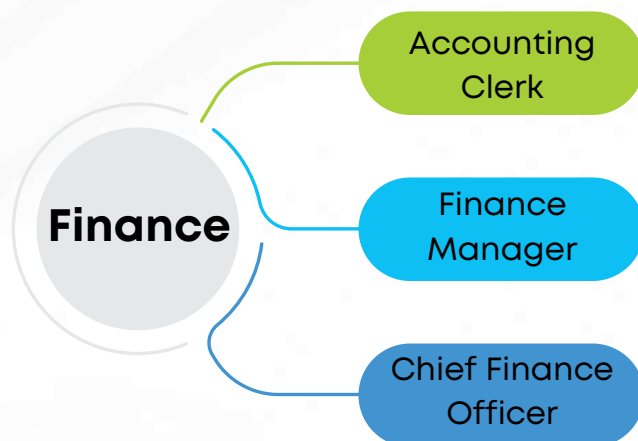 Finance
Accounting
Clerk
Finance
Manager
Chief Finance
Officer